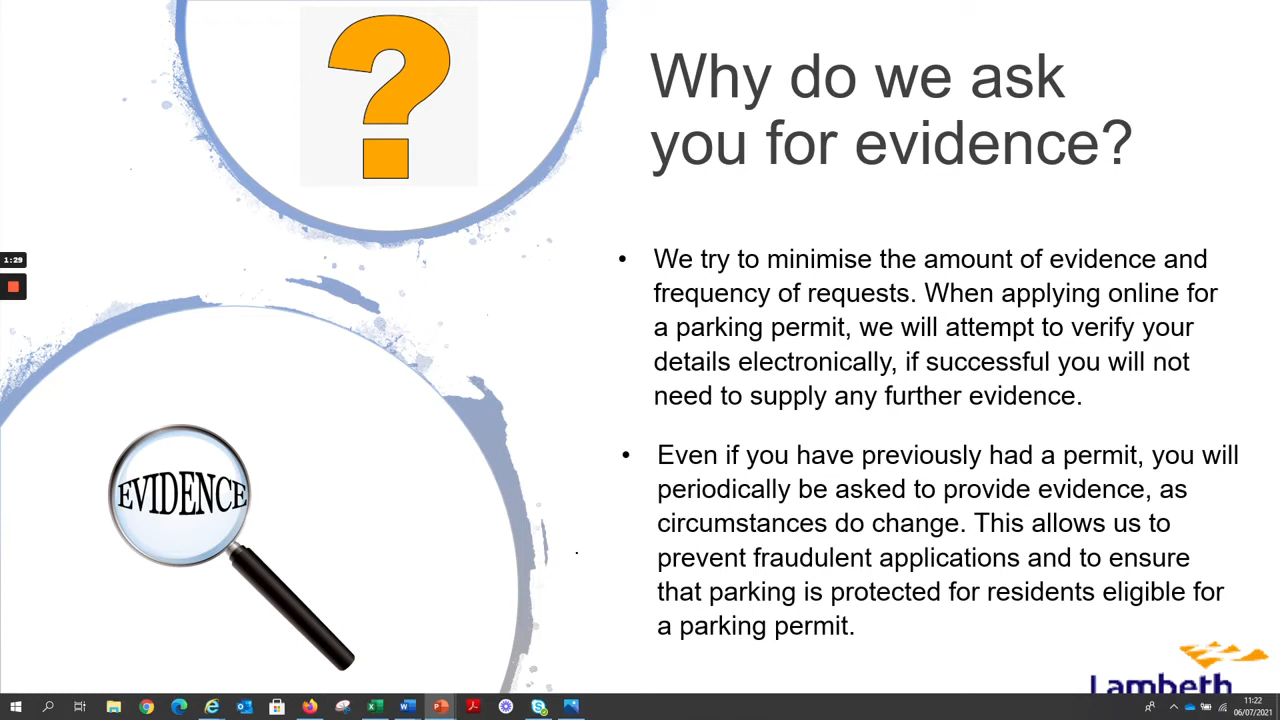 Why do we ask
you for evidence?
• We try to minimise the amount of evidence and
frequency of requests. When applying online for
a parking permit, we will attempt to verify your
details electronically, if successful you will not
need to supply any further evidence.
• Even if you have previously had a permit, you will
periodically be asked to provide evidence, as
circumstances do change. This allows us to
prevent fraudulent applications and to ensure
that parking is protected for residents eligible for
a parking permit.
1:29
EVIDENCE
Lambeth
11:22
06/07/2021